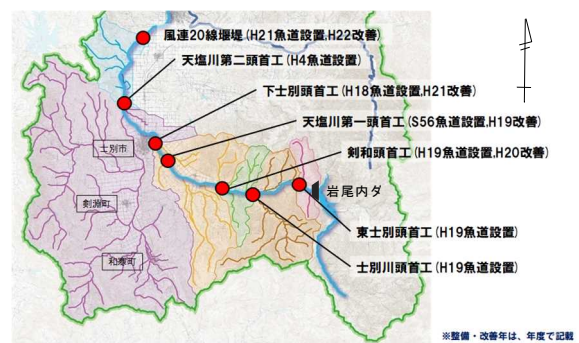 風連20線堰堤(H21魚道設置,H22改善)
天塩川第二頭首工(H4魚道設置)
下士別頭首工(H18魚道設置,H21改善)
天塩川第一頭首工(S56魚道設置,H19改善)
士別市
剣和頭首工(H19魚道設置,H20改善)
岩尾内ダ
剣淵町
東士別頭首工(H19魚道設置)
和寒町
士別川頭首工(H19魚道設置)
※整備・改善年は、年度で記載